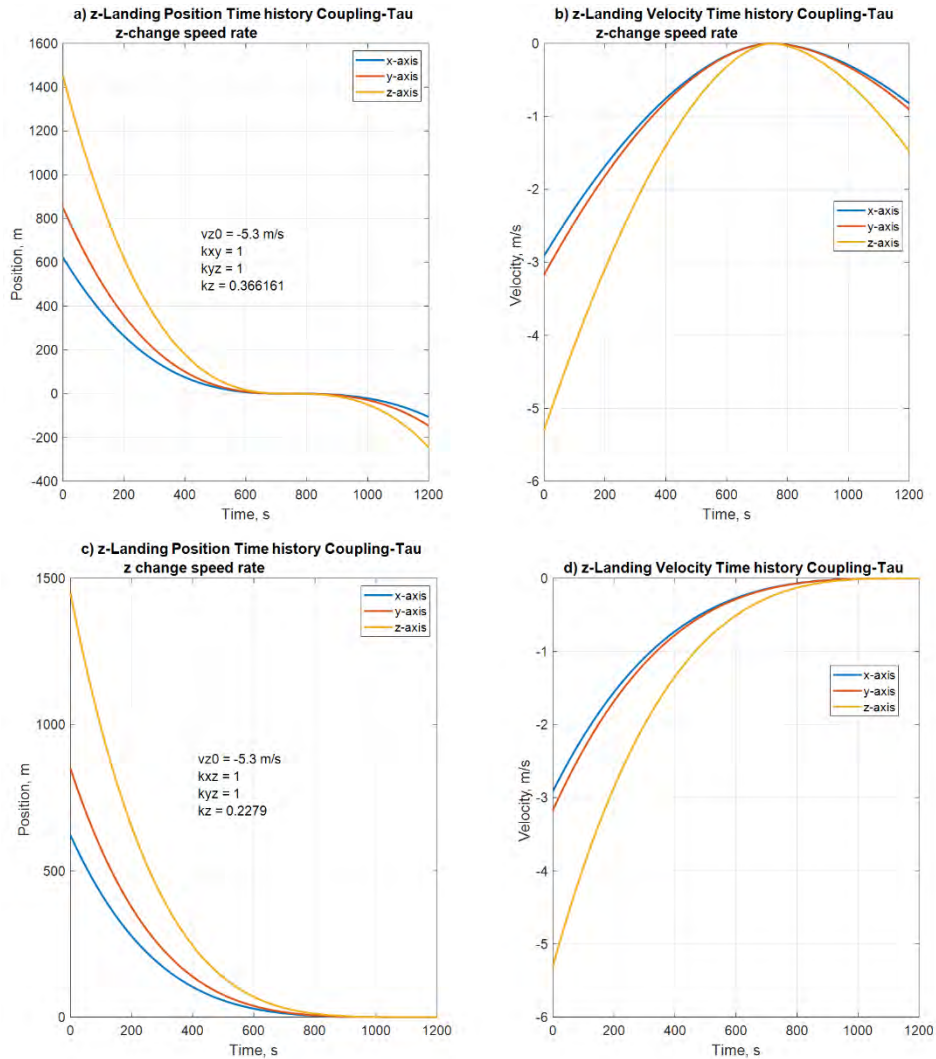 a) z-Landing Position Time history Coupling-Tau
z-change speed rate
1600
1400
1200
1000
800
600
400
200
0
-200
-400
Position, m
x-axis
y-axis
z-axis
vz0 = -5.3 m/s
kxy = 1
kyz = 1
kz = 0.366161
0
200
400
600
800
1000
1200
Time, s
b) z-Landing Velocity Time history Coupling-Tau
z-change speed rate
0
-1
-2
-3
-4
-5
-6
Velocity, m/s
x-axis
y-axis
z-axis
0
200
400
600
800
1000
1200
Time, s
c) z-Landing Position Time history Coupling-Tau
z change speed rate
1500
1000
500
0
Position, m
x-axis
y-axis
z-axis
vz0 = -5.3 m/s
kxz = 1
kyz = 1
kz = 0.2279
0
200
400
600
800
1000
1200
Time, s
d) z-Landing Velocity Time history Coupling-Tau
0
-1
-2
-3
-4
-5
-6
Velocity, m/s
x-axis
y-axis
z-axis
0
200
400
600
800
1000
1200
Time, s